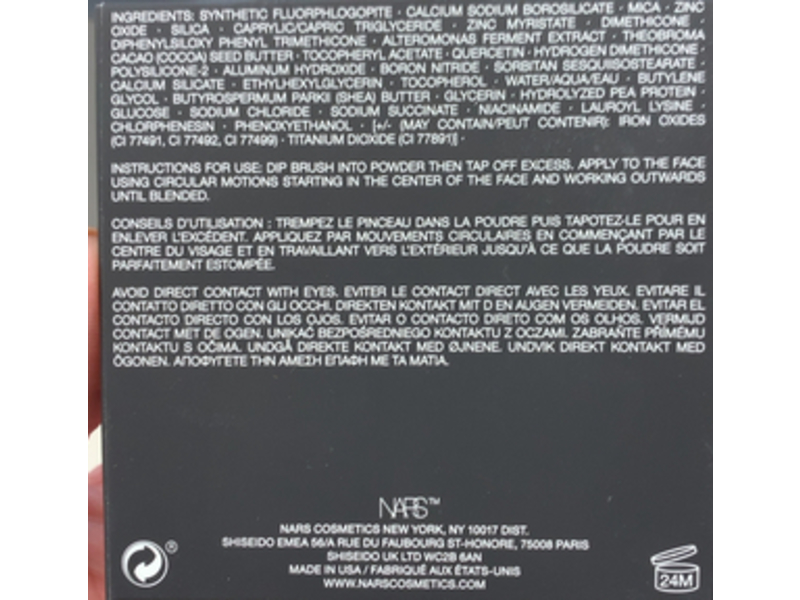 INGREDIENTS: SYNTHETIC FLUORPHLOGOPITE · CALCIUM SODIUM BOROSILICATE · MICA · ZINC
OXIDE · SILICA · CAPRYLIC/CAPRIC TRIGLYCERIDE · ZINC MYRISTATE · DIMETHICONE ·
DIPHENYLSILOXY PHENYL TRIMETHICONE · ALTEROMONAS FERMENT EXTRACT · THEOBROMA
CACAO (COCOA) SEED BUTTER · TOCOPHERYL ACETATE · QUERCETIN · HYDROGEN DIMETHICONE ·
POLYSILICONE-2 · ALUMINUM HYDROXIDE · BORON NITRIDE · SORBITAN SESQUIISOSTEARATE ·
CALCIUM SILICATE · ETHYLHEXYLGLYCERIN · TOCOPHEROL · WATER/AQUA/EAU · BUTYLENE
GLYCOL · BUTYROSPERMUM PARKII (SHEA) BUTTER · GLYCERIN · HYDROLYZED PEA PROTEIN ·
GLUCOSE · SODIUM CHLORIDE · SODIUM SUCCINATE · NIACINAMIDE · LAUROYL LYSINE ·
CHLORPHENESIN · PHENOXYETHANOL · [+/- (MAY CONTAIN/PEUT CONTENIR): IRON OXIDES
(CI 77491, CI 77492, CI 77499) · TITANIUM DIOXIDE (CI 77891)] ·
INSTRUCTIONS FOR USE: DIP BRUSH INTO POWDER THEN TAP OFF EXCESS. APPLY TO THE FACE
USING CIRCULAR MOTIONS STARTING IN THE CENTER OF THE FACE AND WORKING OUTWARDS
UNTIL BLENDED.
CONSEILS D'UTILISATION : TREMPEZ LE PINCEAU DANS LA POUDRE PUIS TAPOTEZ-LE POUR EN
ENLEVER L'EXCÉDENT. APPLIQUEZ PAR MOUVEMENTS CIRCULAIRES EN COMMENÇANT PAR LE
CENTRE DU VISAGE ET EN TRAVAILLANT VERS L'EXTÉRIEUR JUSQU'À CE QUE LA POUDRE SOIT
PARFAITEMENT ESTOMPÉE.
AVOID DIRECT CONTACT WITH EYES. EVITER LE CONTACT DIRECT AVEC LES YEUX. EVITARE IL
CONTATTO DIRETTO CON GLI OCCHI. DIREKTEN KONTAKT MIT D EN AUGEN VERMEIDEN. EVITAR EL
CONTACTO DIRECTO CON LOS OJOS. EVITAR O CONTACTO DIRETO COM OS OLHOS. VERMIJD
CONTACT MET DE OGEN. UNIKAĆ BEZPOŚREDNIEGO KONTAKTU Z OCZAMI. ZABRAŇTE PŘÍMÉMU
KONTAKTU S OČIMA. UNDGÅ DIREKTE KONTAKT MED ØJNENE. UNDVIK DIREKT KONTAKT MED
ÖGONEN. ΑΠΟΦΥΓΕΤΕ ΤΗΝ ΑΜΕΣΗ ΕΠΑΦΗ ΜΕ ΤΑ ΜΑΤΙΑ.
NARS™
NARS COSMETICS NEW YORK, NY 10017 DIST.
SHISEIDO EMEA 56/A RUE DU FAUBOURG ST-HONORE, 75008 PARIS
SHISEIDO UK LTD WC2B 6AN
MADE IN USA / FABRIQUÉ AUX ÉTATS-UNIS
WWW.NARSCOSMETICS.COM
®
24M